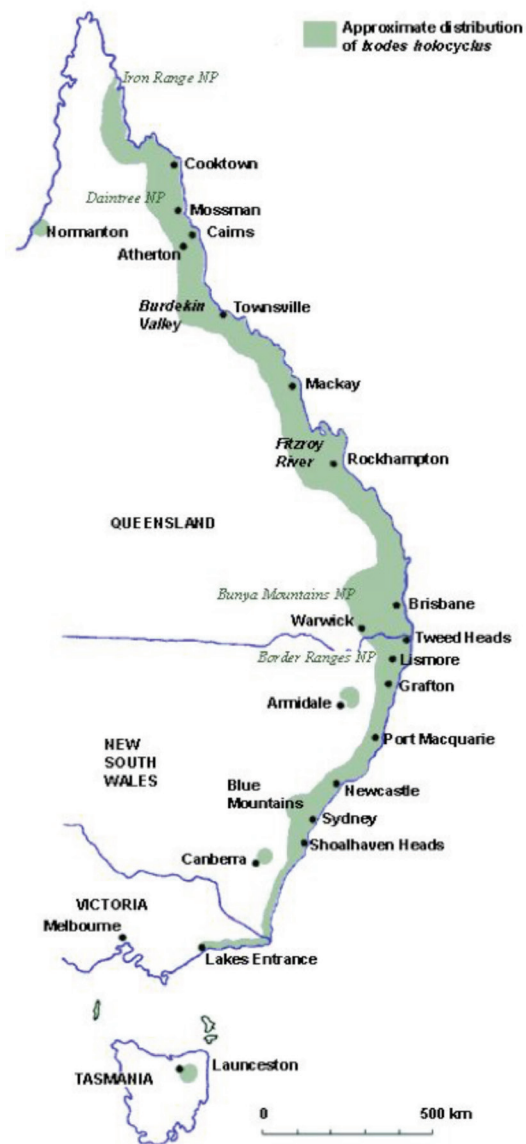 Approximate distribution
of Ixodes holocyclus
Iron Range NP
Cooktown
Daintree NP
Mossman
Normanton
Cairns
Atherton
Burdekin
Valley
Townsville
Mackay
Fitzroy
River
Rockhampton
QUEENSLAND
Bunya Mountains NP
Brisbane
Warwick
Tweed Heads
Border Ranges NP
Lismore
Grafton
Armidale
Port Macquarie
NEW
SOUTH
WALES
Blue
Mountains
Newcastle
Sydney
Shoalhaven Heads
Canberra
VICTORIA
Melbourne
Lakes Entrance
Launceston
TASMANIA
0 500 km